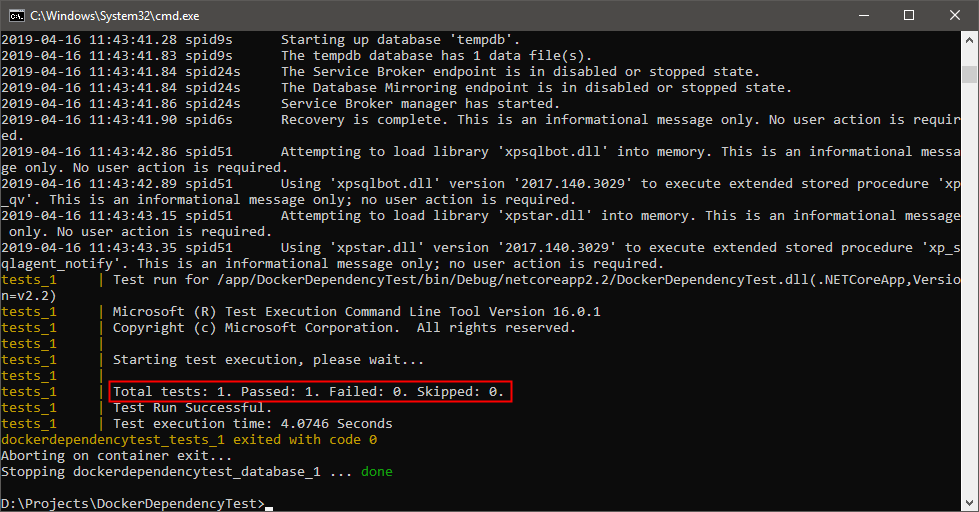 C:\Windows\System32\cmd.exe
2019-04-16 11:43:41.28 spid9s      Starting up database 'tempdb'.
2019-04-16 11:43:41.83 spid9s      The tempdb database has 1 data file(s).
2019-04-16 11:43:41.84 spid24s     The Service Broker endpoint is in disabled or stopped state.
2019-04-16 11:43:41.84 spid24s     The Database Mirroring endpoint is in disabled or stopped state.
2019-04-16 11:43:41.86 spid24s     Service Broker manager has started.
2019-04-16 11:43:41.90 spid6s      Recovery is complete. This is an informational message only. No user action is requir
ed.
2019-04-16 11:43:42.86 spid51      Attempting to load library 'xpsqlbot.dll' into memory. This is an informational messa
ge only. No user action is required.
2019-04-16 11:43:42.89 spid51      Using 'xpsqlbot.dll' version '2017.140.3029' to execute extended stored procedure 'xp
_qv'. This is an informational message only; no user action is required.
2019-04-16 11:43:43.15 spid51      Attempting to load library 'xpstar.dll' into memory. This is an informational message
 only. No user action is required.
2019-04-16 11:43:43.35 spid51      Using 'xpstar.dll' version '2017.140.3029' to execute extended stored procedure 'xp_s
qlagent_notify'. This is an informational message only; no user action is required.
tests_1     | Test run for /app/DockerDependencyTest/bin/Debug/netcoreapp2.2/DockerDependencyTest.dll(.NETCoreApp,Versio
n=v2.2)
tests_1     | Microsoft (R) Test Execution Command Line Tool Version 16.0.1
tests_1     | Copyright (c) Microsoft Corporation.  All rights reserved.
tests_1     |
tests_1     | Starting test execution, please wait...
tests_1     |
tests_1     | Total tests: 1. Passed: 1. Failed: 0. Skipped: 0.
tests_1     | Test Run Successful.
tests_1     | Test execution time: 4.0746 Seconds
dockerdependencytest_tests_1 exited with code 0
Aborting on container exit...
Stopping dockerdependencytest_database_1 ... done
D:\Projects\DockerDependencyTest>